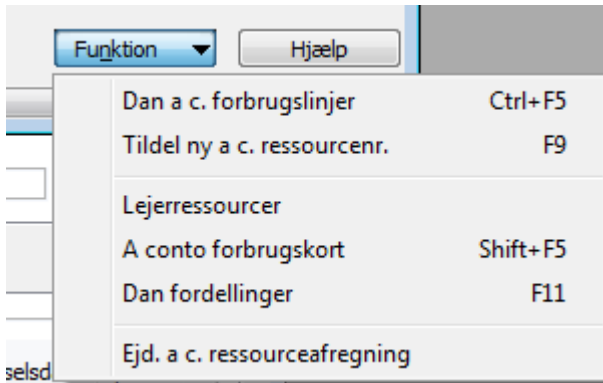 Funktion Hjælp
Dan a c. forbrugslinjer Ctrl+F5
Tildel ny a c. ressourcenr. F9
Lejerressourcer
A conto forbrugskort Shift+F5
Dan fordellinger F11
Ejd. a c. ressourceafregning
selsd